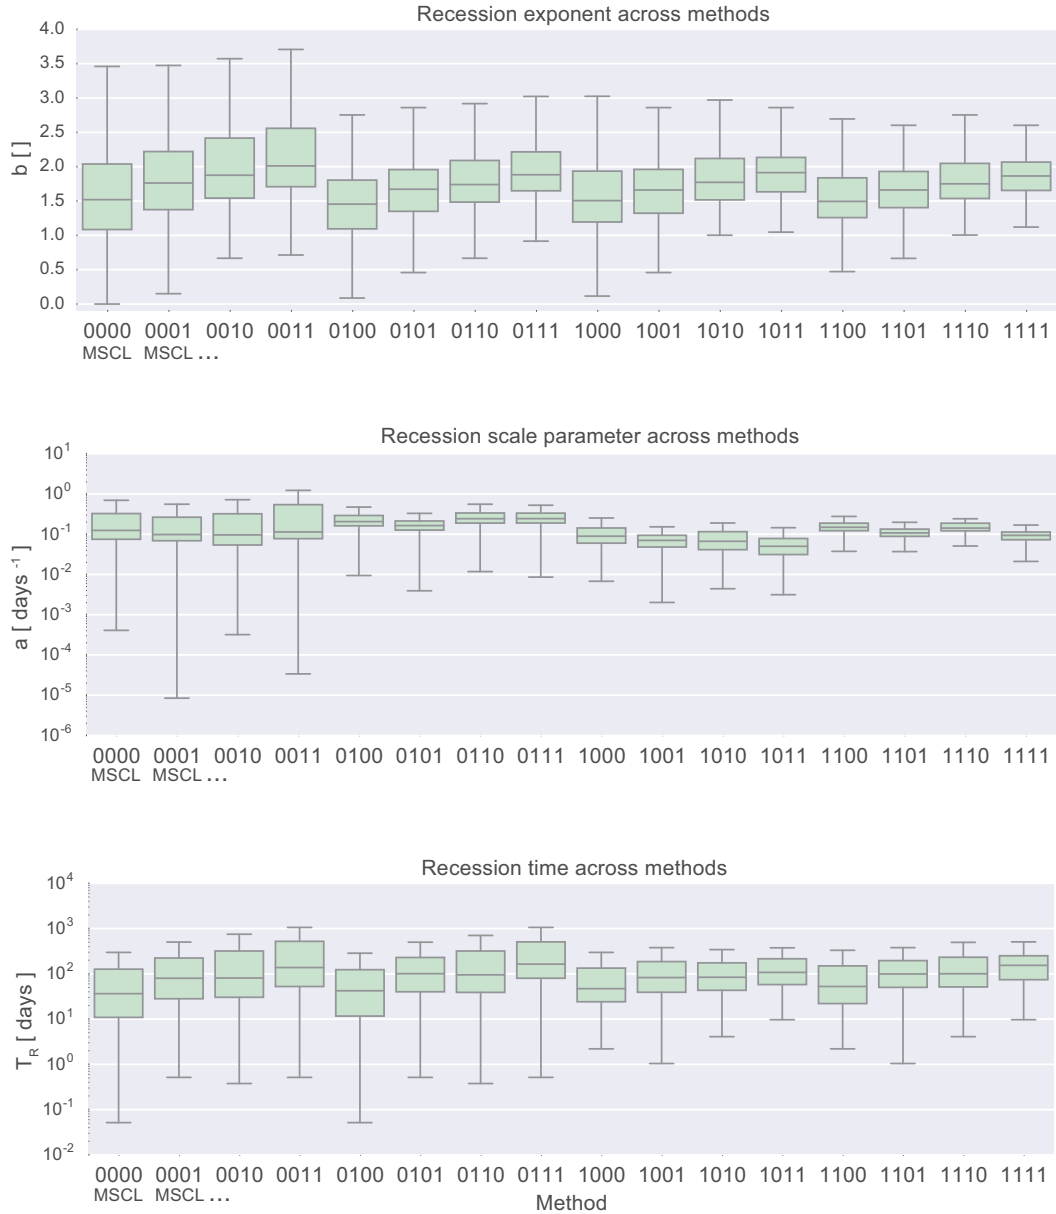 Recession exponent across methods
4.0
3.5
3.0
2.5
2.0
1.5
1.0
0.5
0.0
b [ ]
0000 0001 0010 0011 0100 0101 0110 0111 1000 1001 1010 1011 1100 1101 1110 1111
MSCL MSCL ...
Recession scale parameter across methods
10^1
10^0
10^-1
10^-2
10^-3
10^-4
10^-5
10^-6
a [ days^-1 ]
0000 0001 0010 0011 0100 0101 0110 0111 1000 1001 1010 1011 1100 1101 1110 1111
MSCL MSCL ...
Recession time across methods
10^4
10^3
10^2
10^1
10^0
10^-1
10^-2
T_R [ days ]
0000 0001 0010 0011 0100 0101 0110 0111 1000 1001 1010 1011 1100 1101 1110 1111
MSCL MSCL ...
Method